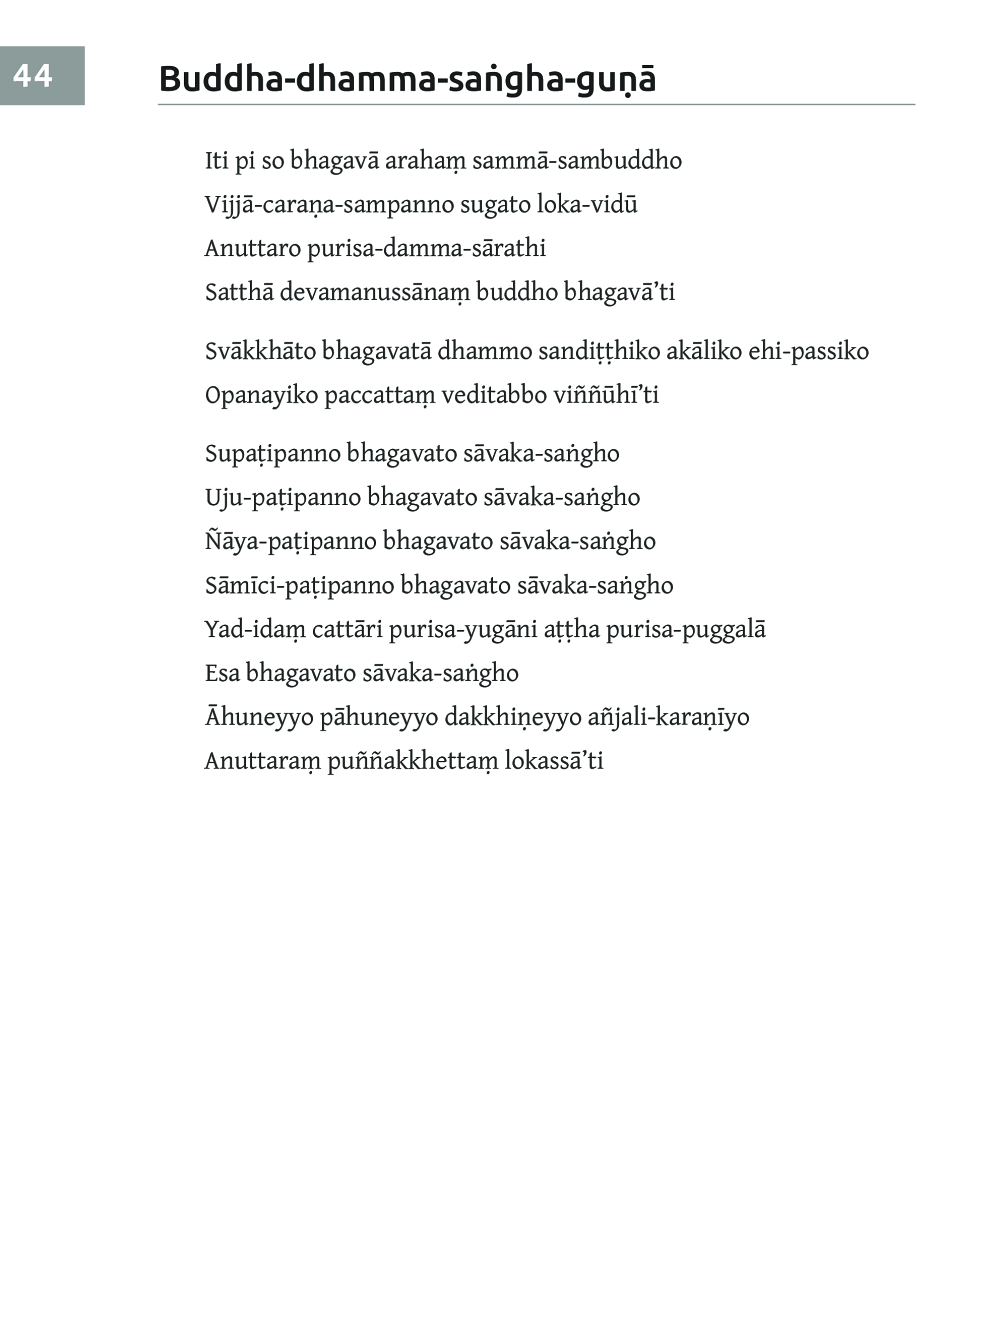 44
Buddha-dhamma-saṅgha-guṇā
Iti pi so bhagavā arahaṃ sammā-sambuddho
Vijjā-caraṇa-sampanno sugato loka-vidū
Anuttaro purisa-damma-sārathi
Satthā devamanussānaṃ buddho bhagavā’ti
Svākkhāto bhagavatā dhammo sandiṭṭhiko akāliko ehi-passiko
Opanayiko paccattaṃ veditabbo viññūhī’ti
Supaṭipanno bhagavato sāvaka-saṅgho
Uju-paṭipanno bhagavato sāvaka-saṅgho
Ñāya-paṭipanno bhagavato sāvaka-saṅgho
Sāmīci-paṭipanno bhagavato sāvaka-saṅgho
Yad-idaṃ cattāri purisa-yugāni aṭṭha purisa-puggalā
Esa bhagavato sāvaka-saṅgho
Āhuneyyo pāhuneyyo dakkhiṇeyyo añjali-karaṇīyo
Anuttaraṃ puññakkhettaṃ lokassā’ti